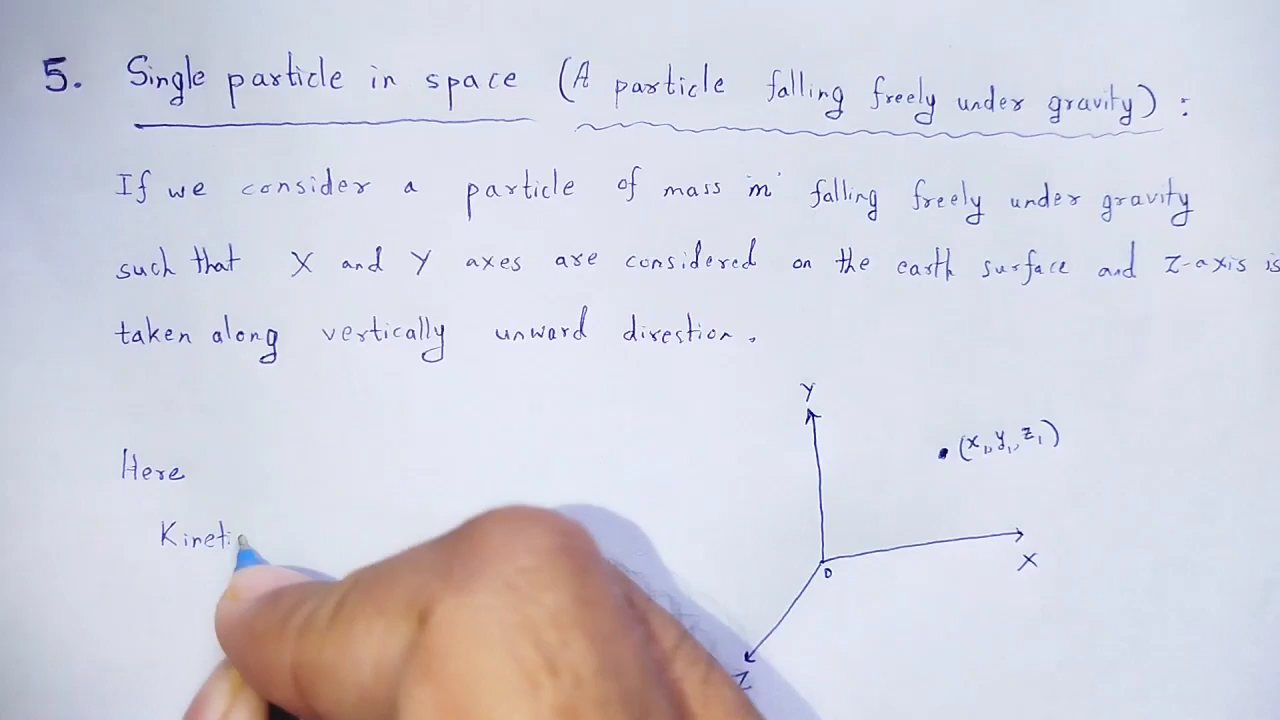 5. Single particle in space (A particle falling freely under gravity) :
If we consider a particle of mass 'm' falling freely under gravity
such that X and Y axes are considered on the earth surface and Z-axis is
taken along vertically unward direction.
Y
(x₁, y₁, z₁)
Here
Kineti
O
X
Z